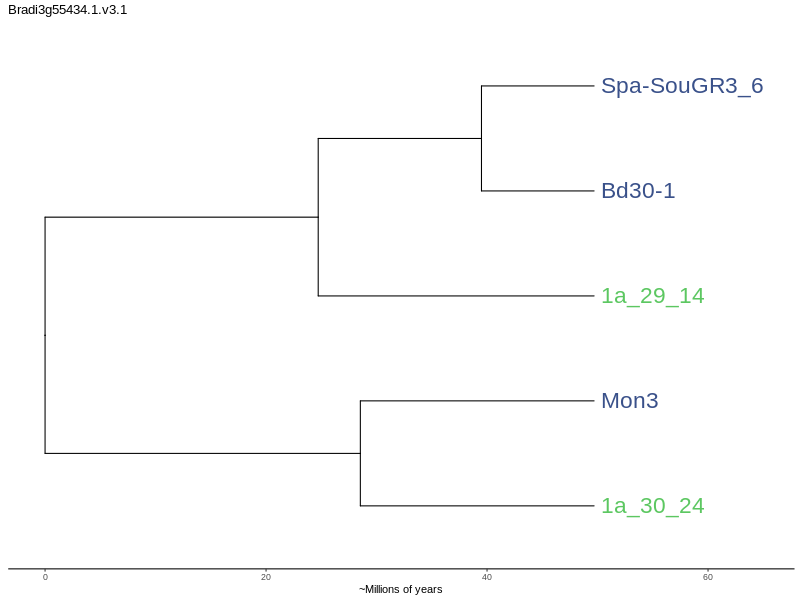 Bradi3g55434.1.v3.1
Spa-SouGR3_6
Bd30-1
1a_29_14
Mon3
1a_30_24
0 20 40 60
~Millions of years